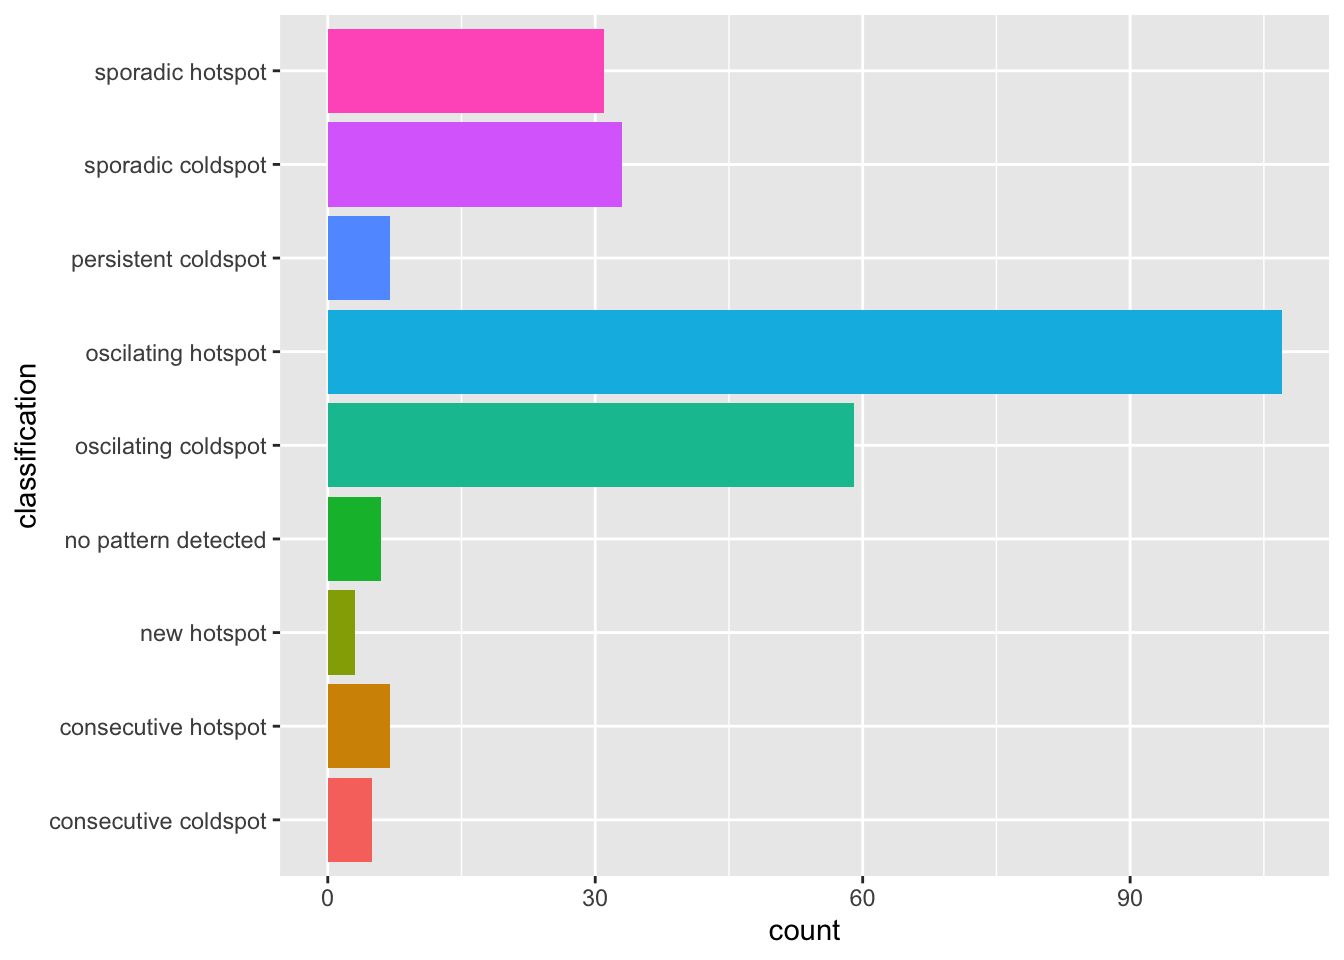 sporadic hotspot
sporadic coldspot
persistent coldspot
oscilating hotspot
oscilating coldspot
no pattern detected
new hotspot
consecutive hotspot
consecutive coldspot
classification
0 30 60 90
count